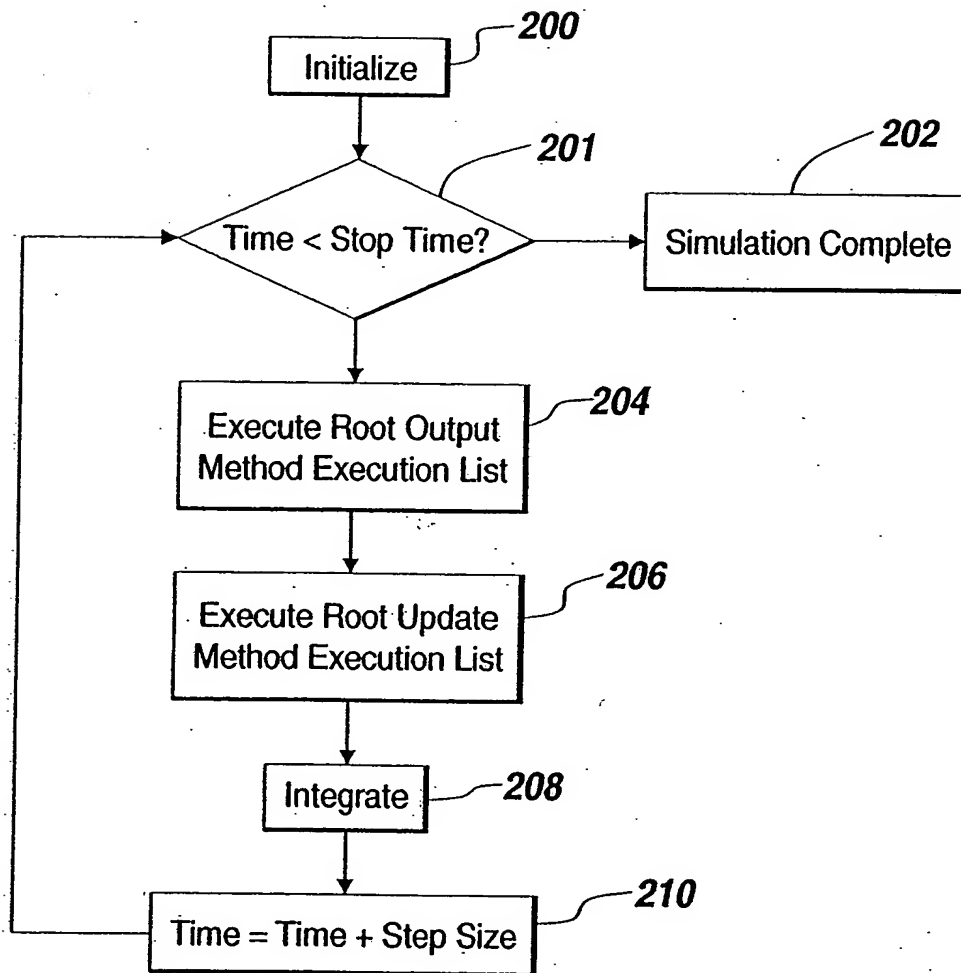 200
Initialize
201
202
Time < Stop Time?
Simulation Complete
204
Execute Root Output
Method Execution List
206
Execute Root Update
Method Execution List
208
Integrate
210
Time = Time + Step Size